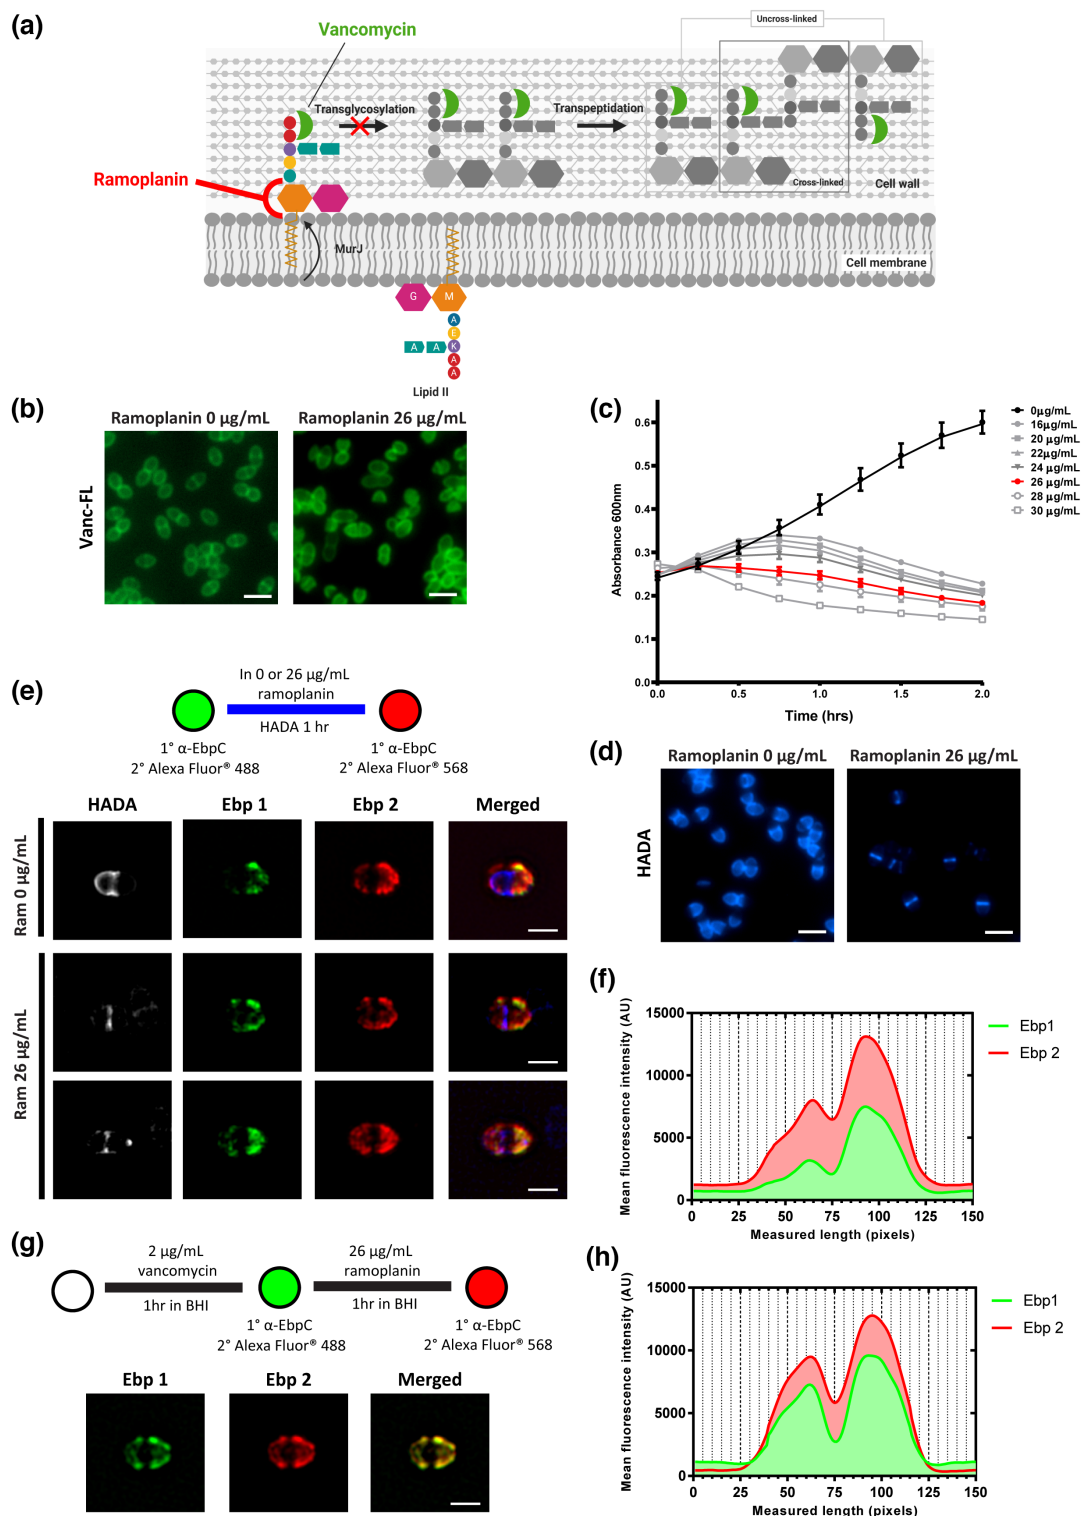 (a)
Vancomycin
Uncross-linked
Transglycosylation
Transpeptidation
Ramoplanin
Cross-linked
Cell wall
MurJ
Cell membrane
G
M
A
E
A
A
K
A
A
Lipid II
(b)
Ramoplanin 0 µg/mL
Ramoplanin 26 µg/mL
Vanc-FL
(c)
Absorbance 600nm
0.6
0.5
0.4
0.3
0.2
0.1
0.0
0.0
0.5
1.0
1.5
2.0
Time (hrs)
0µg/mL
16µg/mL
20 µg/mL
22µg/mL
24 µg/mL
26 µg/mL
28 µg/mL
30 µg/mL
(d)
Ramoplanin 0 µg/mL
Ramoplanin 26 µg/mL
HADA
(e)
In 0 or 26 µg/mL
ramoplanin
HADA 1 hr
1° α-EbpC
2° Alexa Fluor® 488
1° α-EbpC
2° Alexa Fluor® 568
HADA
Ebp 1
Ebp 2
Merged
Ram 0 µg/mL
Ram 26 µg/mL
(f)
Mean fluorescence intensity (AU)
15000
10000
5000
0
0
25
50
75
100
125
150
Measured length (pixels)
Ebp1
Ebp 2
(g)
2 µg/mL
vancomycin
1hr in BHI
26 µg/mL
ramoplanin
1hr in BHI
1° α-EbpC
2° Alexa Fluor® 488
1° α-EbpC
2° Alexa Fluor® 568
Ebp 1
Ebp 2
Merged
(h)
Mean fluorescence intensity (AU)
15000
10000
5000
0
0
25
50
75
100
125
150
Measured length (pixels)
Ebp1
Ebp 2